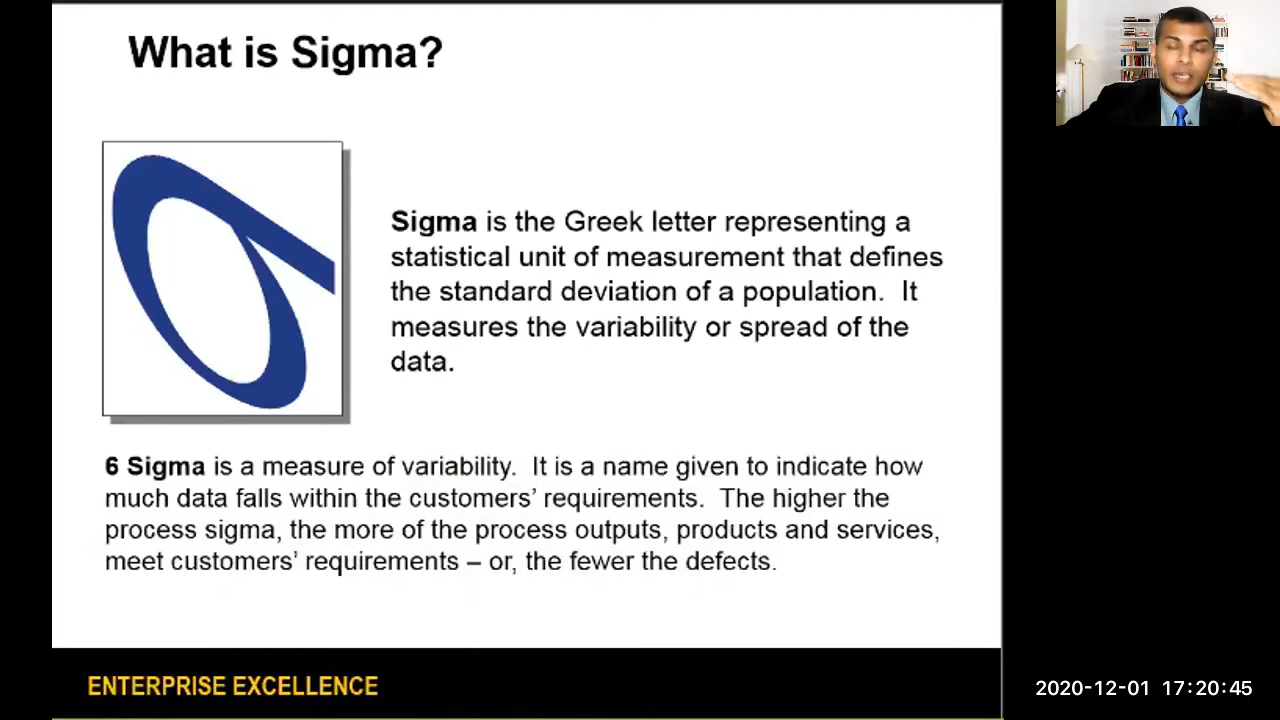 What is Sigma?
Sigma is the Greek letter representing a
statistical unit of measurement that defines
the standard deviation of a population.  It
measures the variability or spread of the
data.
6 Sigma is a measure of variability.  It is a name given to indicate how
much data falls within the customers’ requirements.  The higher the
process sigma, the more of the process outputs, products and services,
meet customers’ requirements – or, the fewer the defects.
ENTERPRISE EXCELLENCE
2020-12-01 17:20:45